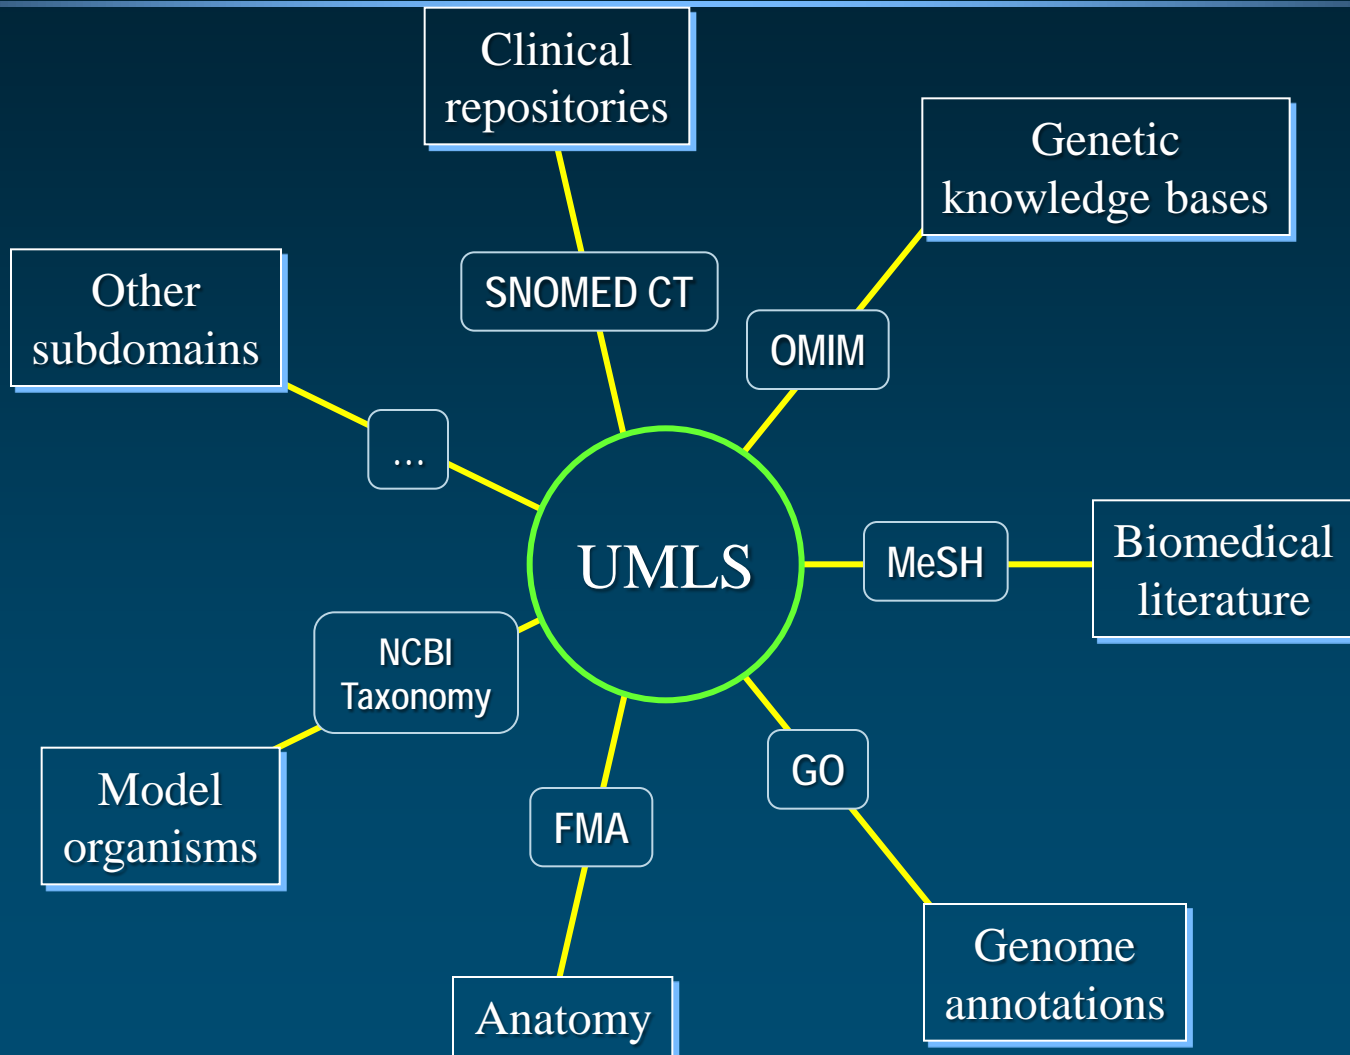 Clinical
repositories
Genetic
knowledge bases
SNOMED CT
Other
subdomains
OMIM
...
UMLS
MeSH
Biomedical
literature
NCBI
Taxonomy
Model
organisms
GO
FMA
Genome
annotations
Anatomy